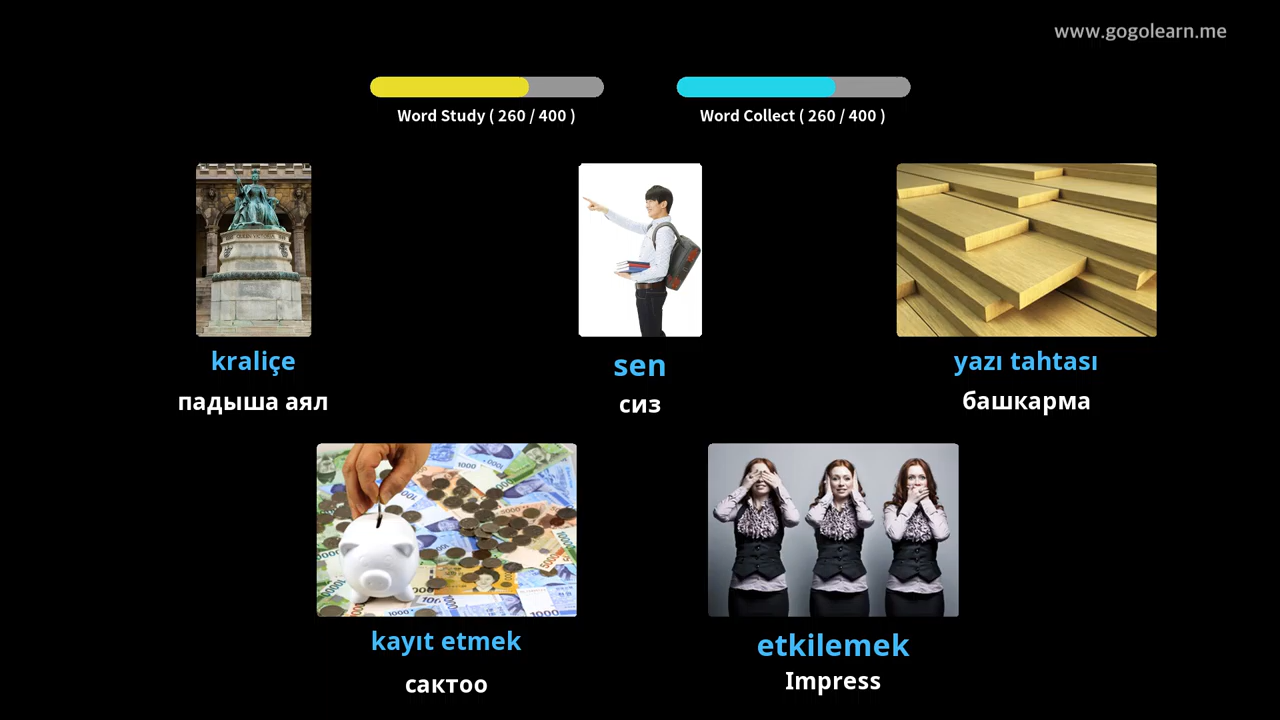 www.gogolearn.me
Word Study ( 260 / 400 )
Word Collect ( 260 / 400 )
kraliçe
падыша аял
sen
сиз
yazı tahtası
башкарма
kayıt etmek
сактоо
etkilemek
Impress